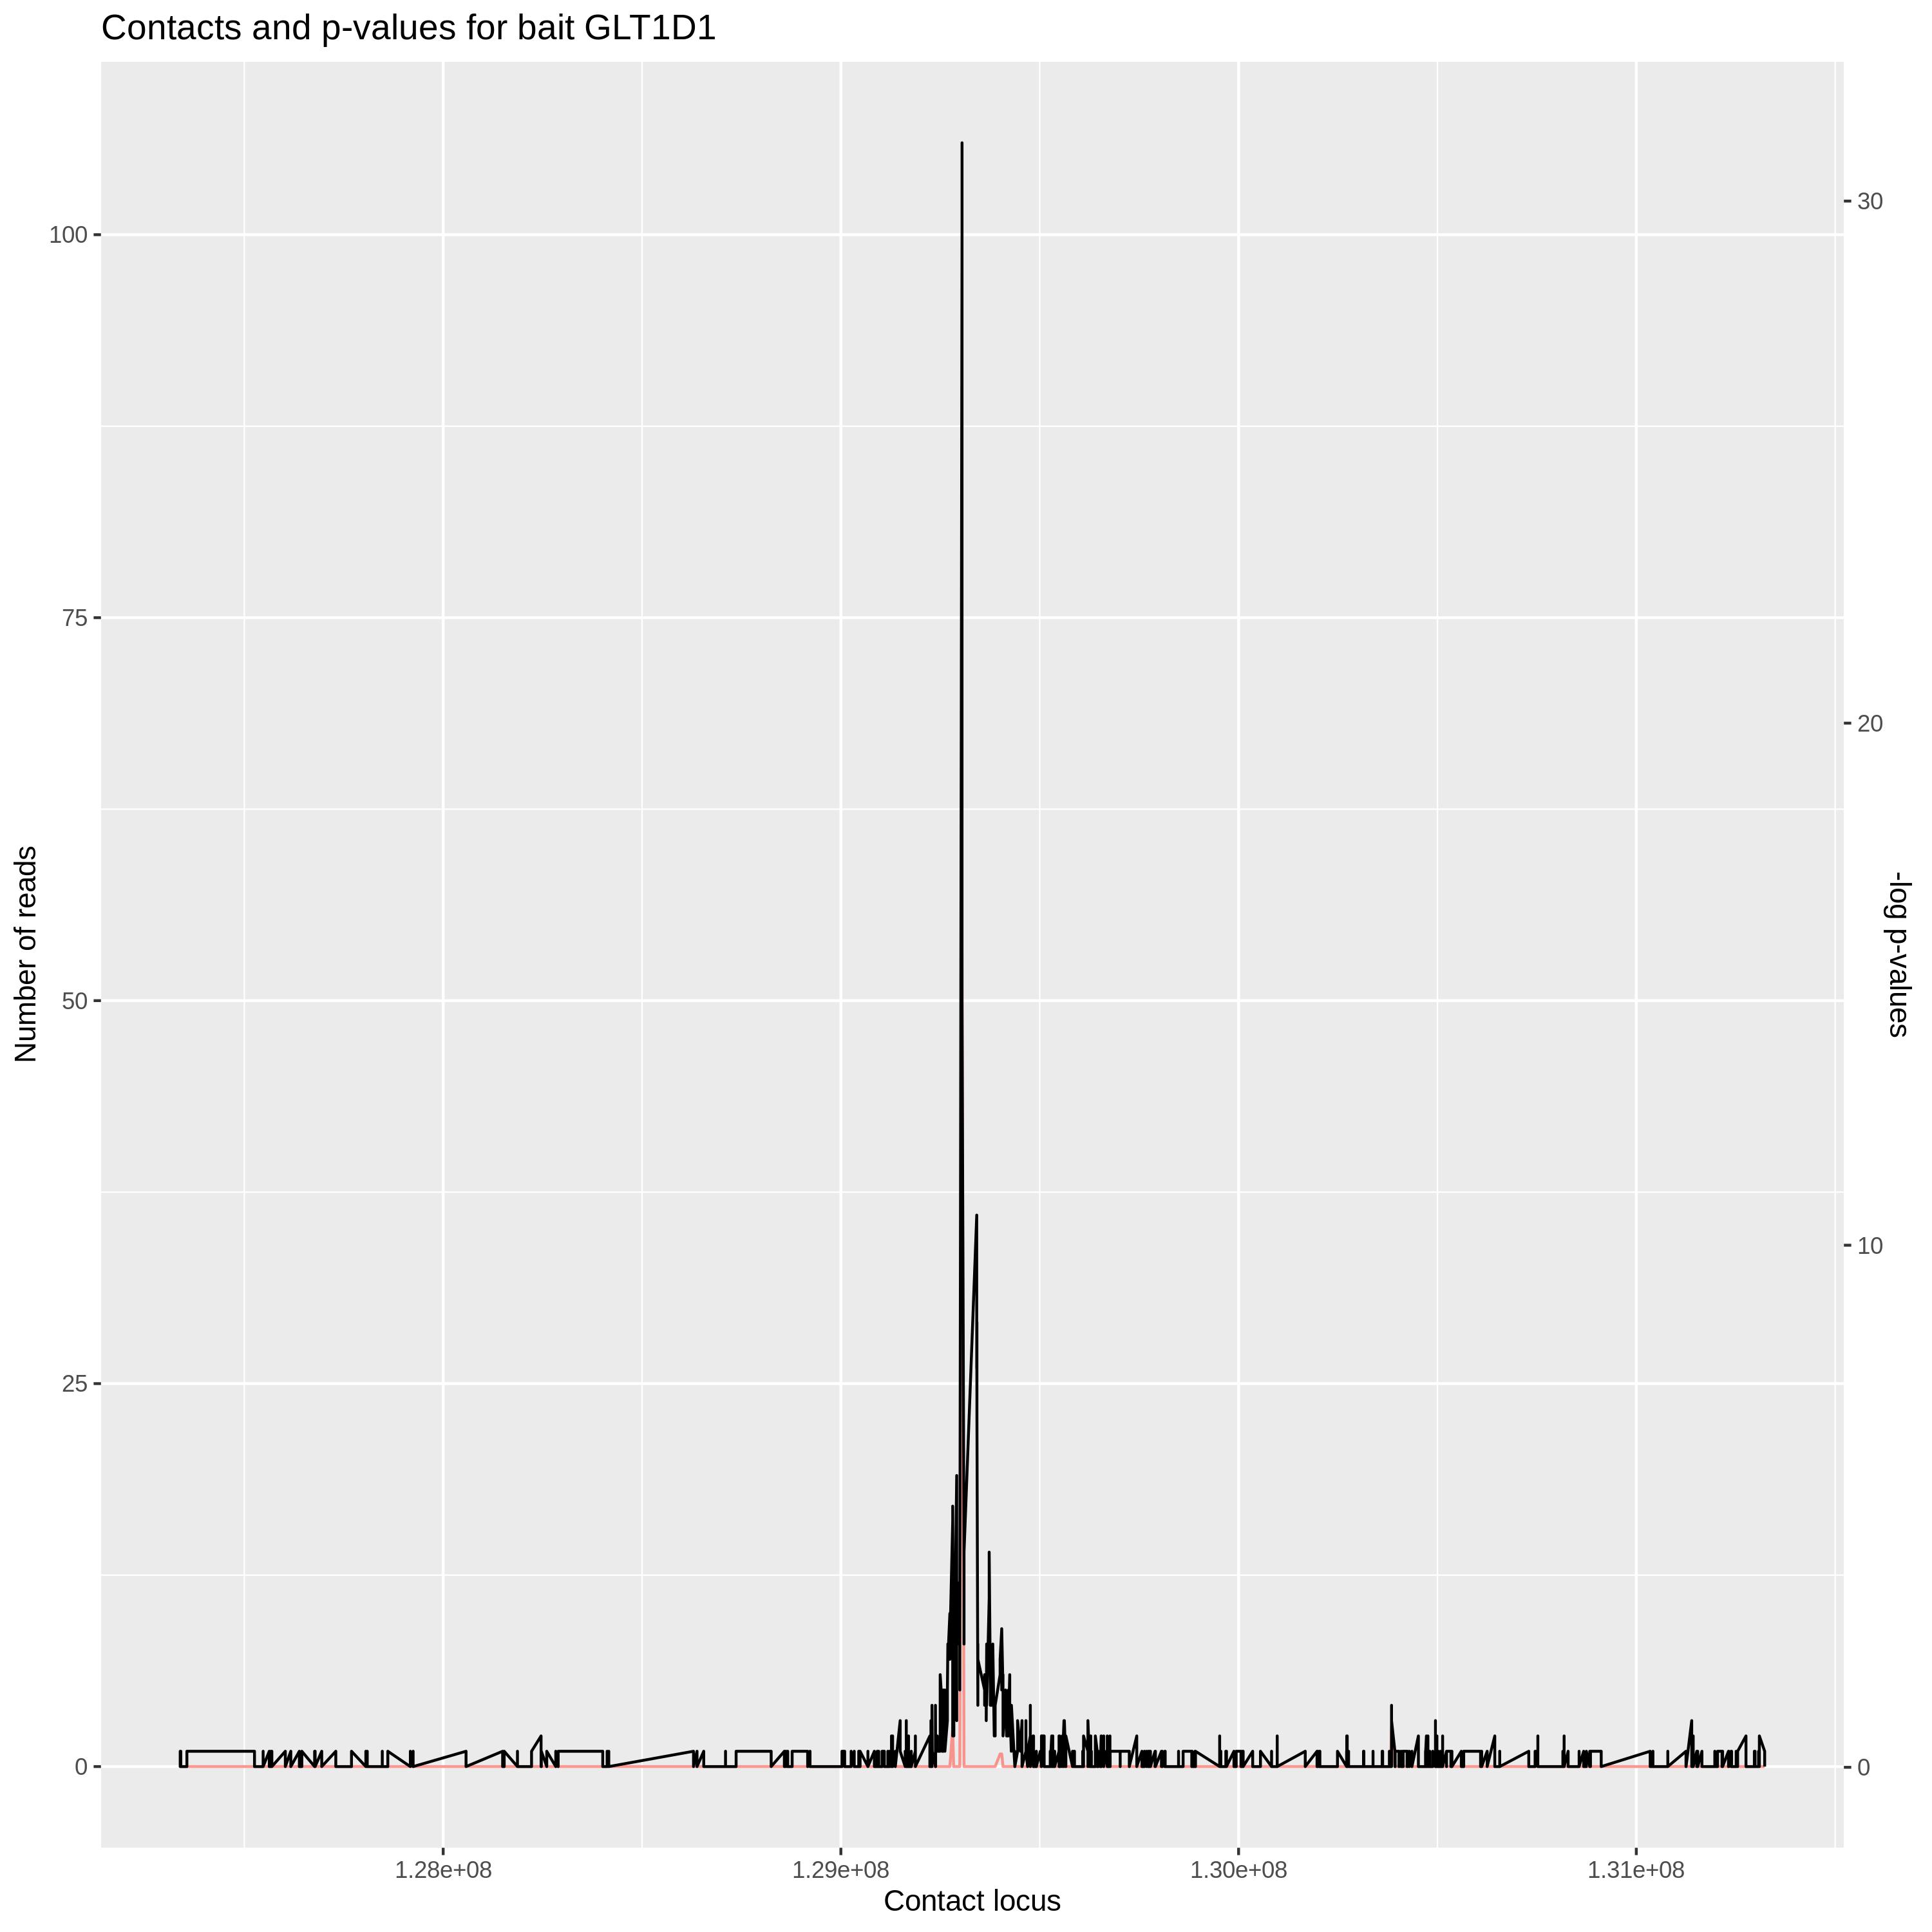 Contacts and p-values for bait GLT1D1
100
75
50
25
0
30
20
10
0
Number of reads
-log p-values
1.28e+08
1.29e+08
1.30e+08
1.31e+08
Contact locus